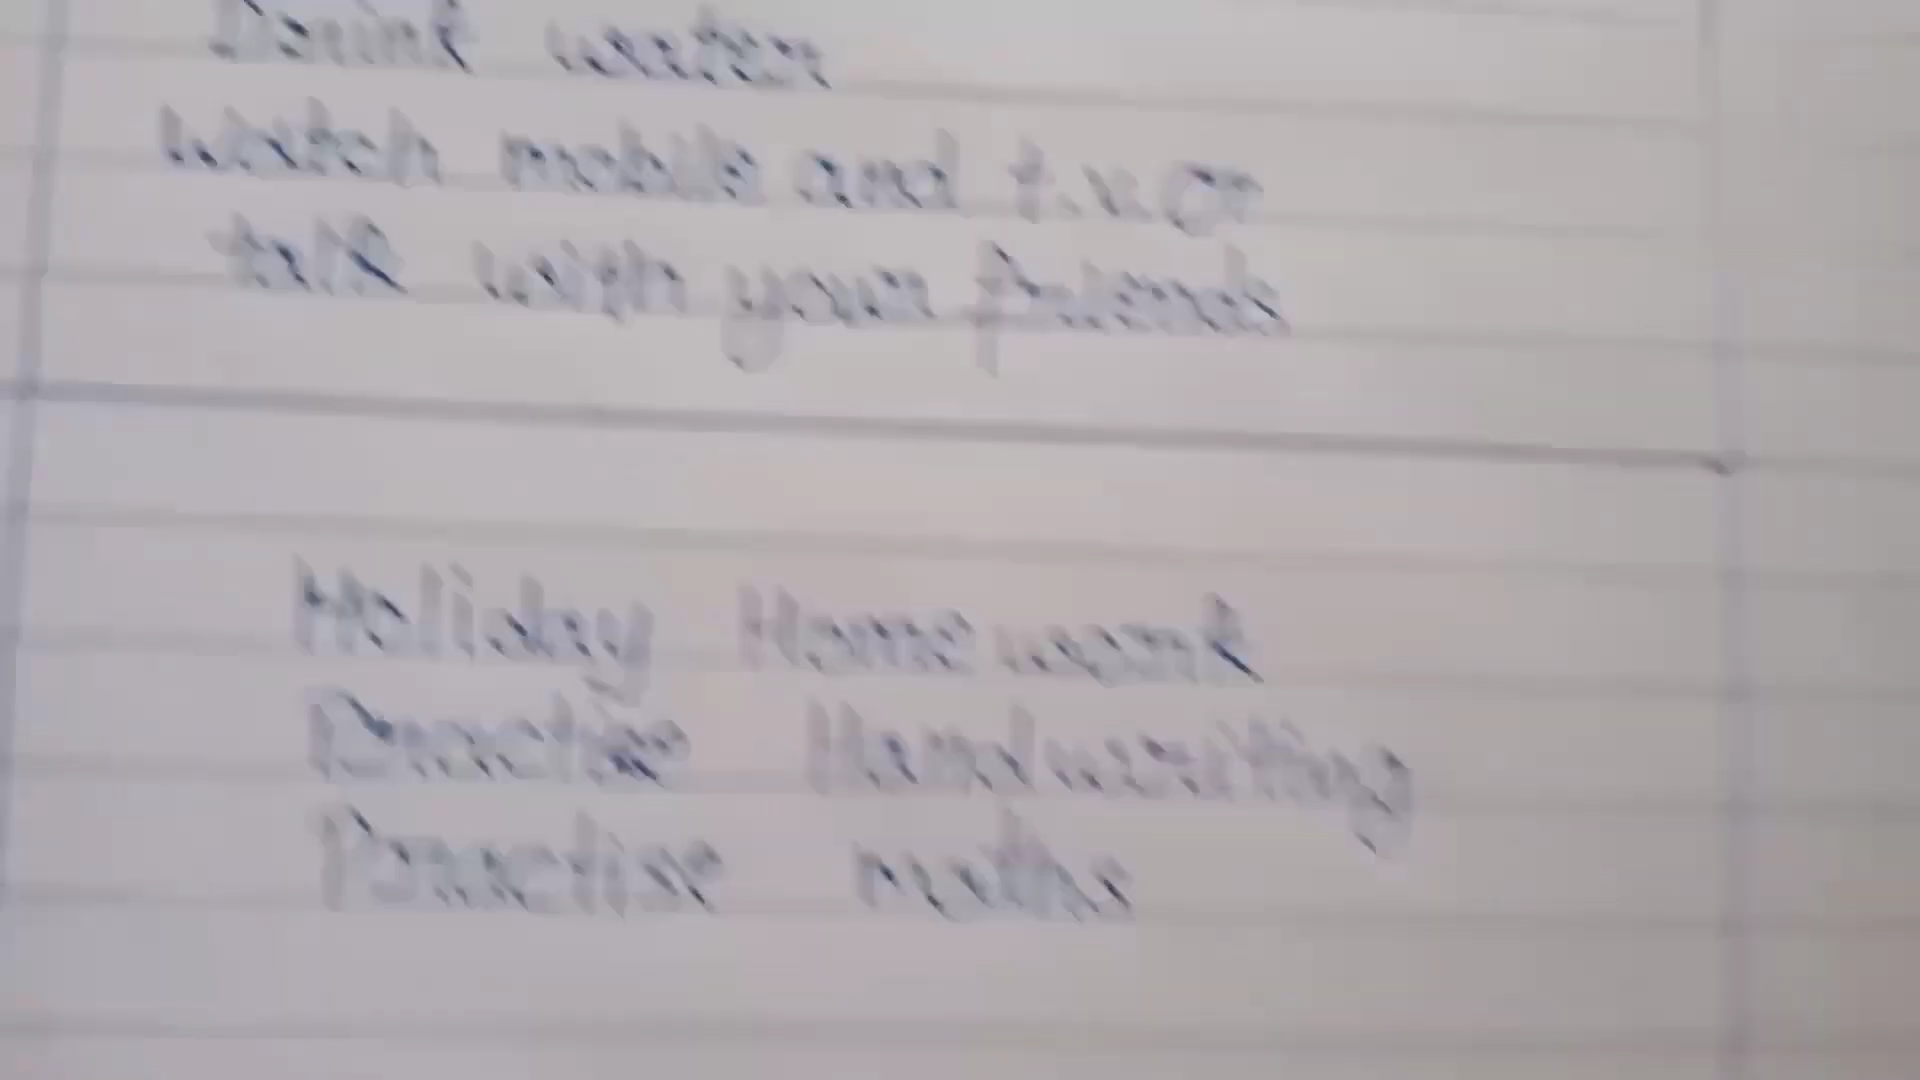 Drink water
Watch mobile and t.v. or
talk with your friends
Holiday Home work
Practise Handwriting
Practise maths